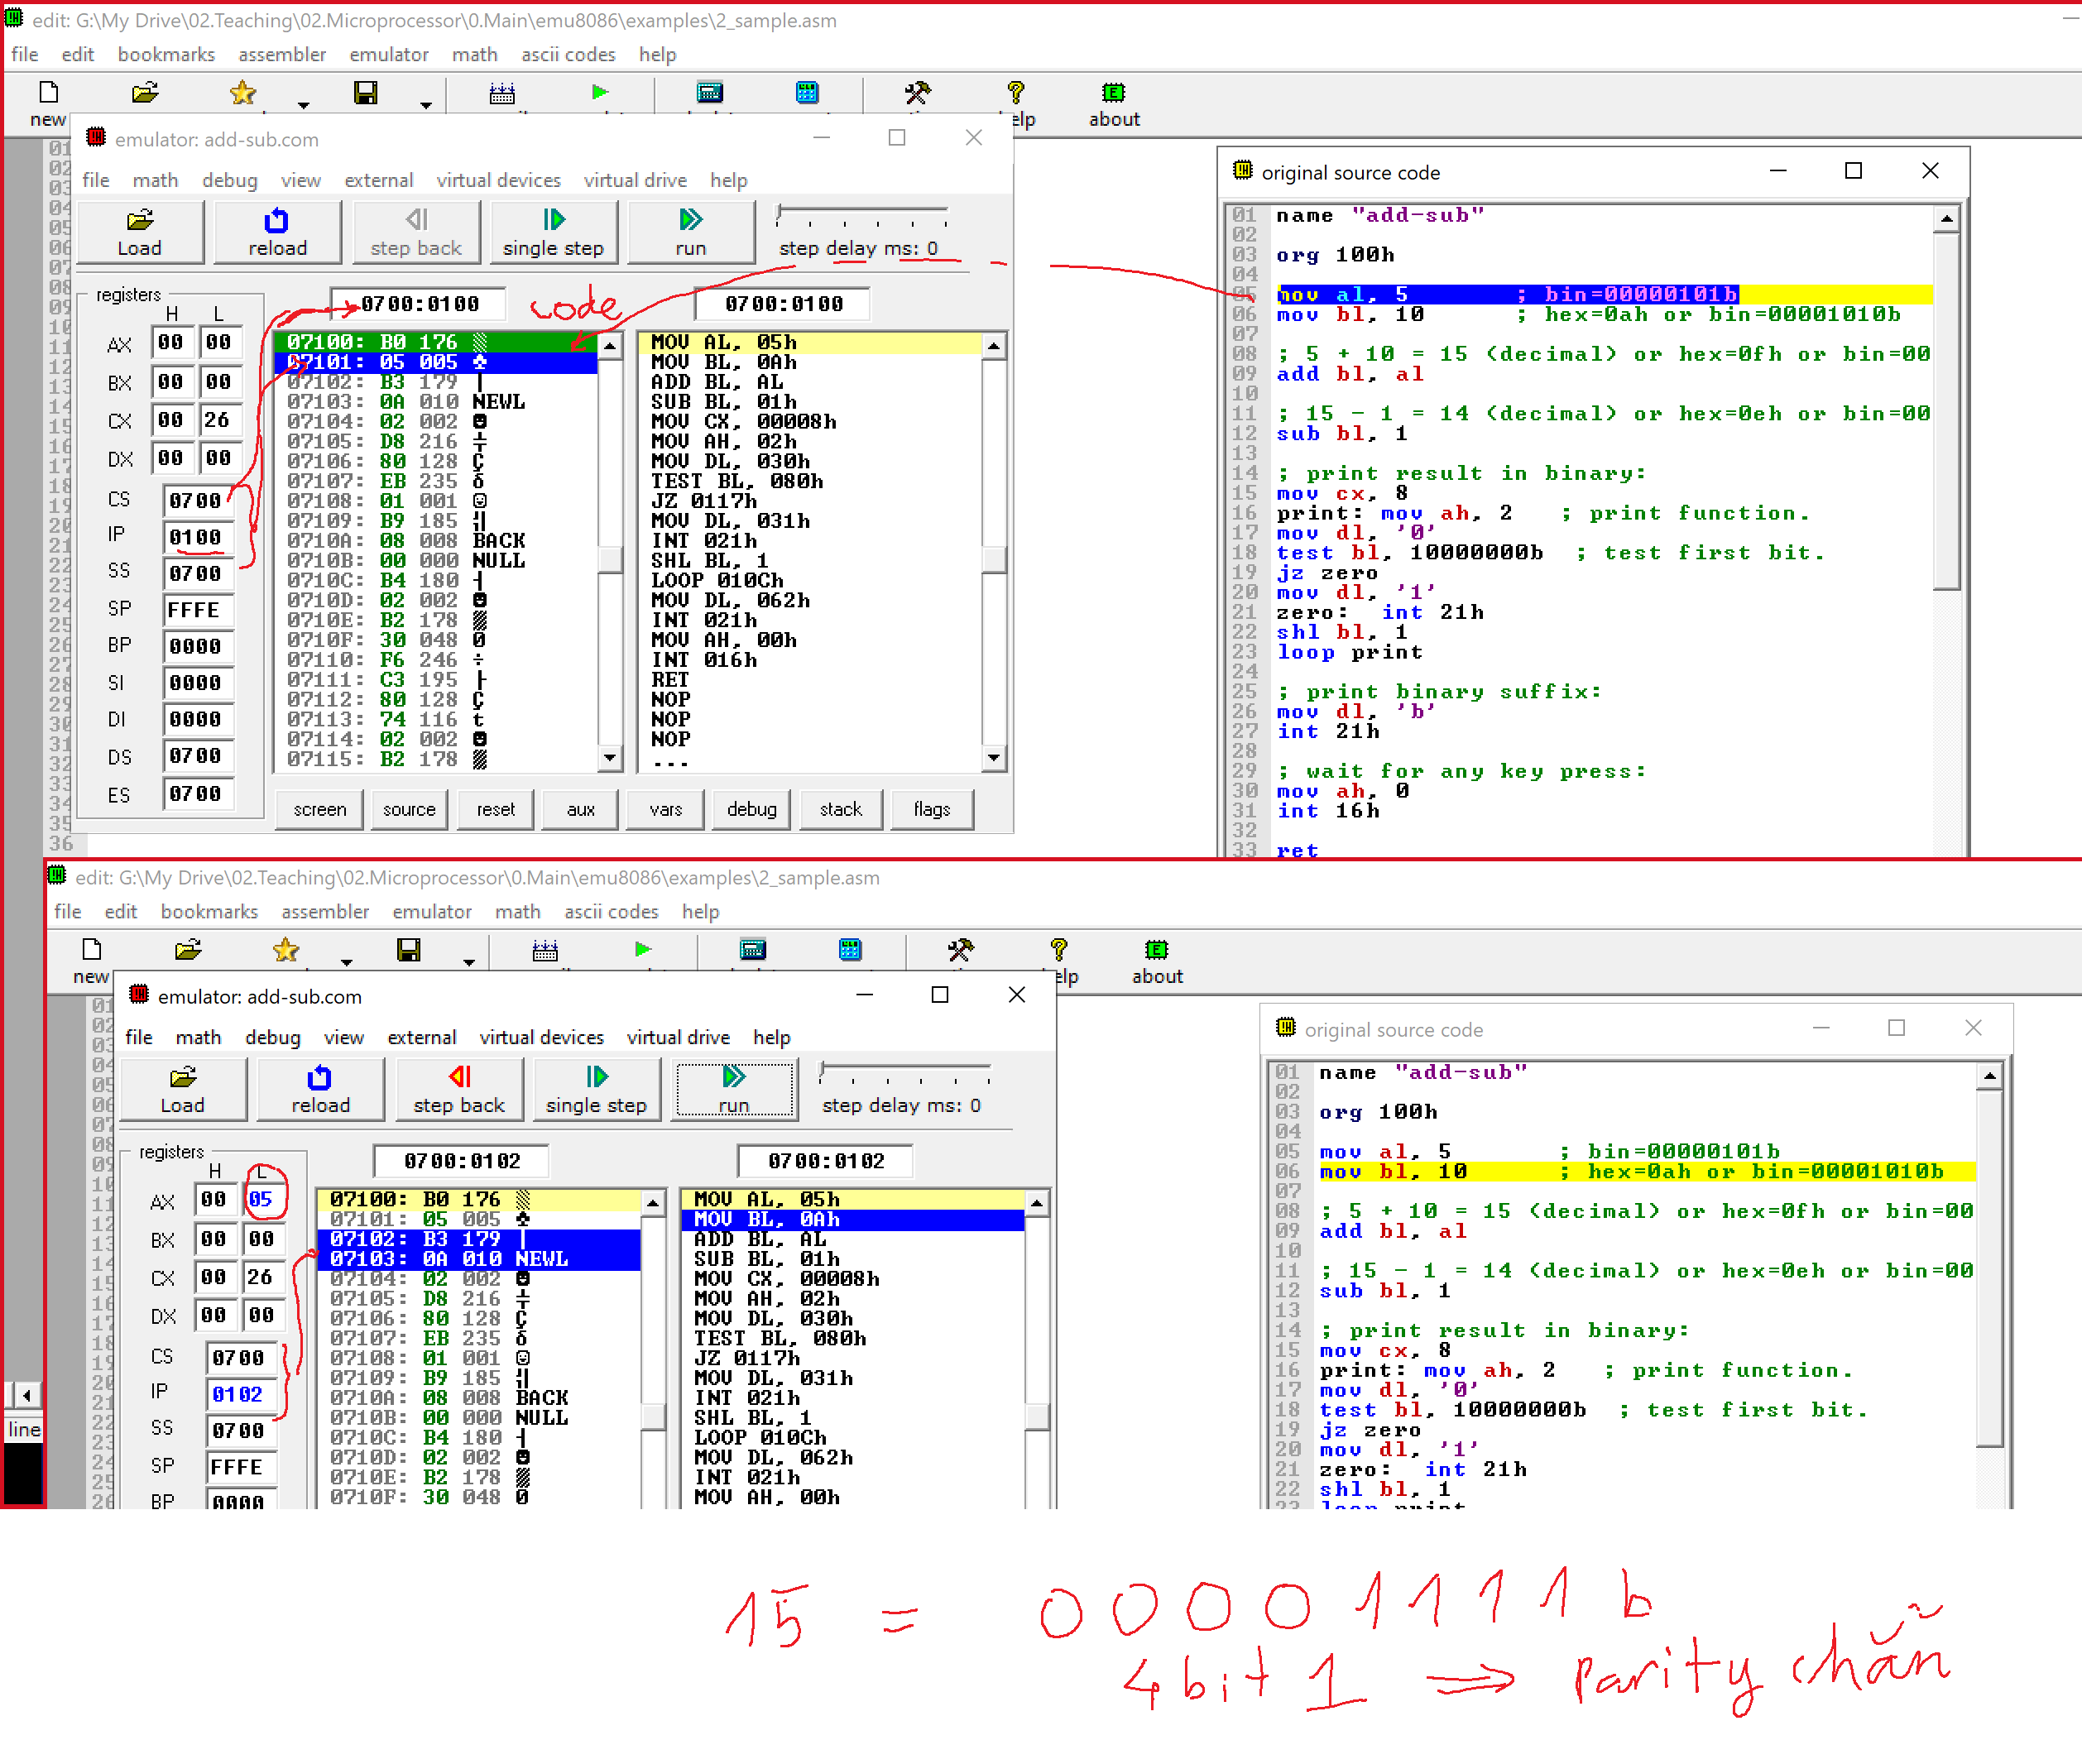 edit: G:\My Drive\02.Teaching\02.Microprocessor\0.Main\emu8086\examples\2_sample.asm
file edit bookmarks assembler emulator math ascii codes help
new elp about
emulator: add-sub.com
file math debug view external virtual devices virtual drive help
Load reload step back single step run step delay ms: 0
registers
H L
AX 00 00
BX 00 00
CX 00 26
DX 00 00
CS 0700
IP 0100
SS 0700
SP FFFE
BP 0000
SI 0000
DI 0000
DS 0700
ES 0700
0700:0100 code 0700:0100
07100: B0 176 ▒
07101: 05 005 ♣
07102: B3 179 │
07103: 0A 010 NEWL
07104: 02 002 ☻
07105: D8 216 ╪
07106: 80 128 Ç
07107: EB 235 δ
07108: 01 001 ☺
07109: B9 185 ╣
0710A: 08 008 BACK
0710B: 00 000 NULL
0710C: B4 180 ┤
0710D: 02 002 ☻
0710E: B2 178 ▓
0710F: 30 048 0
07110: F6 246 ÷
07111: C3 195 ├
07112: 80 128 Ç
07113: 74 116 t
07114: 02 002 ☻
07115: B2 178 ▓
MOV AL, 05h
MOV BL, 0Ah
ADD BL, AL
SUB BL, 01h
MOV CX, 00008h
MOV AH, 02h
MOV DL, 030h
TEST BL, 080h
JZ 0117h
MOV DL, 031h
INT 021h
SHL BL, 1
LOOP 010Ch
MOV DL, 062h
INT 021h
MOV AH, 00h
INT 016h
RET
NOP
NOP
NOP
...
screen source reset aux vars debug stack flags
original source code
01 name "add-sub"
02
03 org 100h
04
05 mov al, 5 ; bin=00000101b
06 mov bl, 10 ; hex=0ah or bin=00001010b
07
08 ; 5 + 10 = 15 (decimal) or hex=0fh or bin=00
09 add bl, al
10
11 ; 15 - 1 = 14 (decimal) or hex=0eh or bin=00
12 sub bl, 1
13
14 ; print result in binary:
15 mov cx, 8
16 print: mov ah, 2 ; print function.
17 mov dl, '0'
18 test bl, 10000000b ; test first bit.
19 jz zero
20 mov dl, '1'
21 zero: int 21h
22 shl bl, 1
23 loop print
24
25 ; print binary suffix:
26 mov dl, 'b'
27 int 21h
28
29 ; wait for any key press:
30 mov ah, 0
31 int 16h
32
33 ret
edit: G:\My Drive\02.Teaching\02.Microprocessor\0.Main\emu8086\examples\2_sample.asm
file edit bookmarks assembler emulator math ascii codes help
new elp about
emulator: add-sub.com
file math debug view external virtual devices virtual drive help
Load reload step back single step run step delay ms: 0
registers
H L
AX 00 05
BX 00 00
CX 00 26
DX 00 00
CS 0700
IP 0102
SS 0700
SP FFFE
BP 0000
0700:0102 0700:0102
07100: B0 176 ▒
07101: 05 005 ♣
07102: B3 179 │
07103: 0A 010 NEWL
07104: 02 002 ☻
07105: D8 216 ╪
07106: 80 128 Ç
07107: EB 235 δ
07108: 01 001 ☺
07109: B9 185 ╣
0710A: 08 008 BACK
0710B: 00 000 NULL
0710C: B4 180 ┤
0710D: 02 002 ☻
0710E: B2 178 ▓
0710F: 30 048 0
MOV AL, 05h
MOV BL, 0Ah
ADD BL, AL
SUB BL, 01h
MOV CX, 00008h
MOV AH, 02h
MOV DL, 030h
TEST BL, 080h
JZ 0117h
MOV DL, 031h
INT 021h
SHL BL, 1
LOOP 010Ch
MOV DL, 062h
INT 021h
MOV AH, 00h
original source code
01 name "add-sub"
02
03 org 100h
04
05 mov al, 5 ; bin=00000101b
06 mov bl, 10 ; hex=0ah or bin=00001010b
07
08 ; 5 + 10 = 15 (decimal) or hex=0fh or bin=00
09 add bl, al
10
11 ; 15 - 1 = 14 (decimal) or hex=0eh or bin=00
12 sub bl, 1
13
14 ; print result in binary:
15 mov cx, 8
16 print: mov ah, 2 ; print function.
17 mov dl, '0'
18 test bl, 10000000b ; test first bit.
19 jz zero
20 mov dl, '1'
21 zero: int 21h
22 shl bl, 1
line
15 = 00001111 b
4 bit 1 ⇒ Parity chẵn